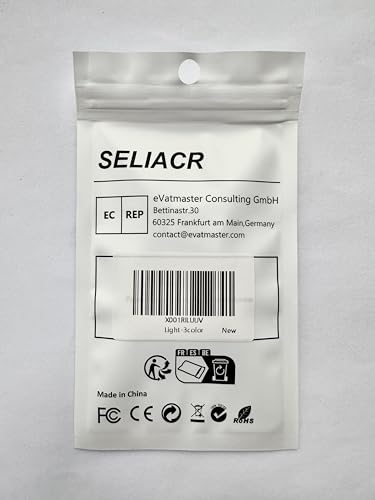 SELIACR
EC REP
eVatmaster Consulting GmbH
Bettinastr.30
60325 Frankfurt am Main,Germany
contact@evatmaster.com
X001RILUUV
Light-3color New
FR ES BE
Made in China
FC CE RoHS